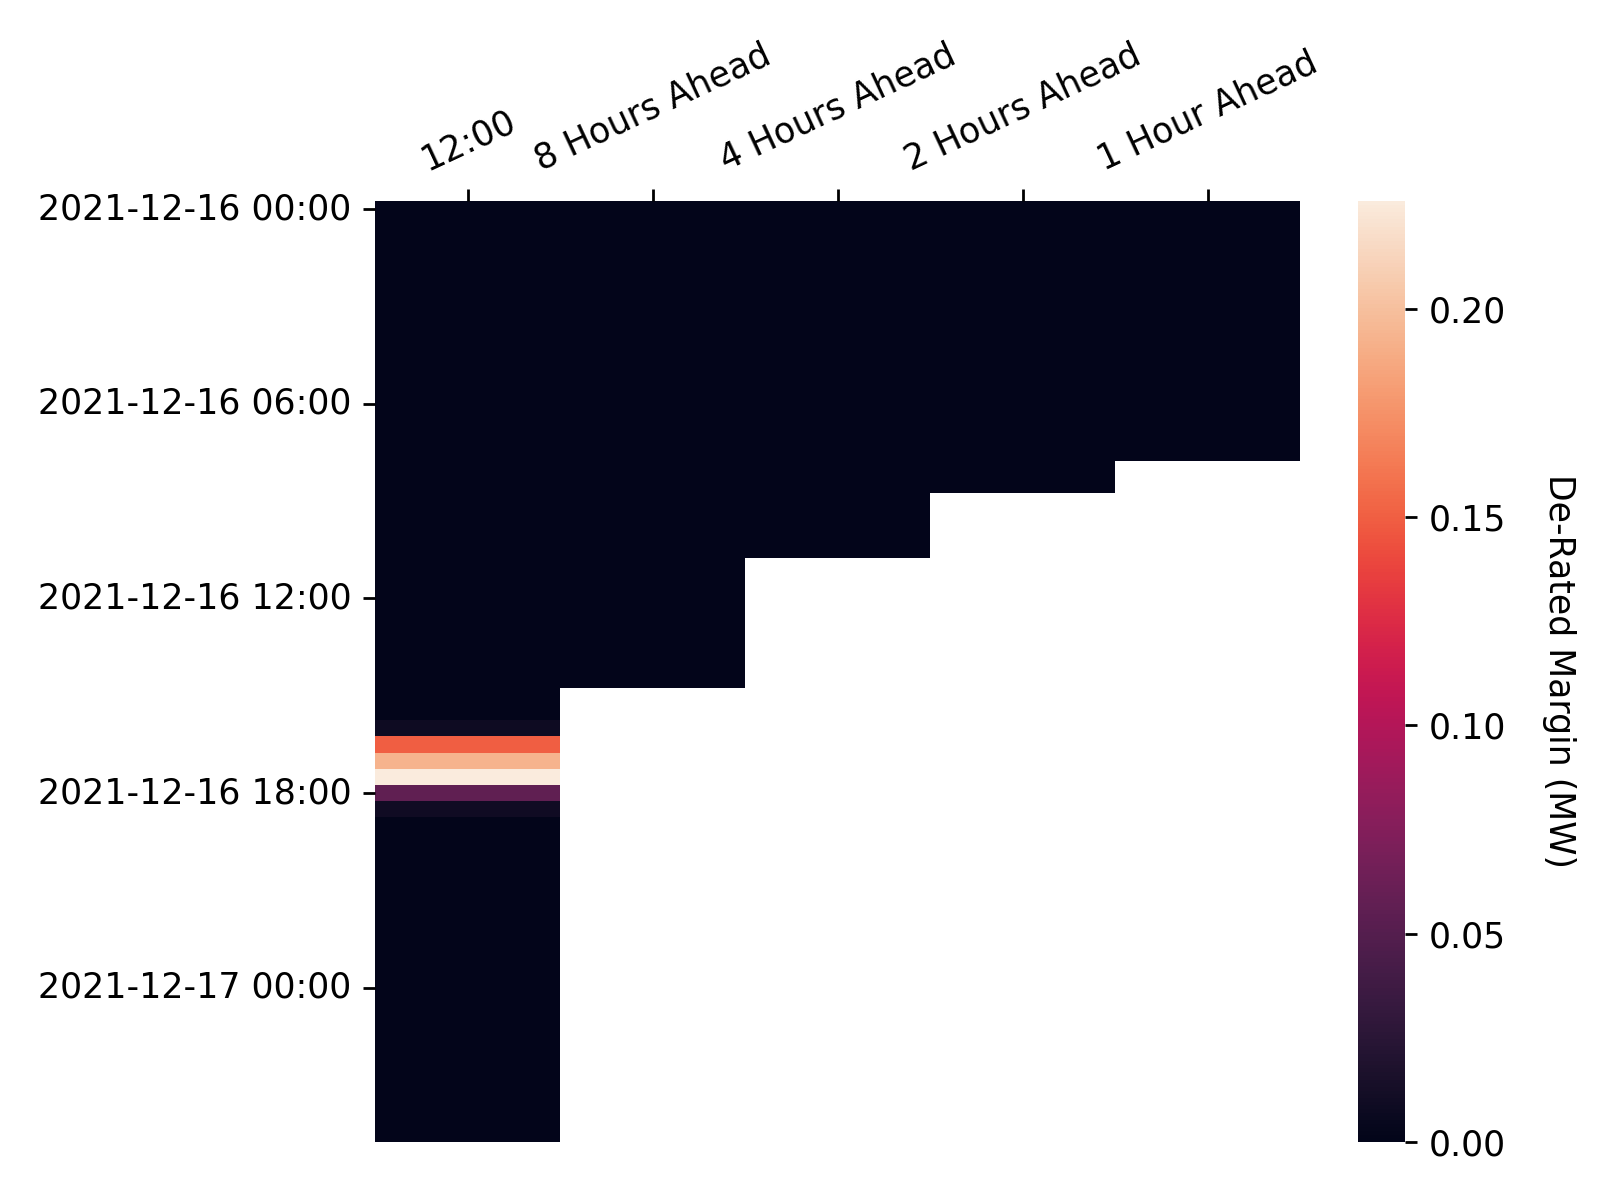 12:00
8 Hours Ahead
4 Hours Ahead
2 Hours Ahead
1 Hour Ahead
2021-12-16 00:00
2021-12-16 06:00
2021-12-16 12:00
2021-12-16 18:00
2021-12-17 00:00
0.20
0.15
0.10
0.05
0.00
De-Rated Margin (MW)